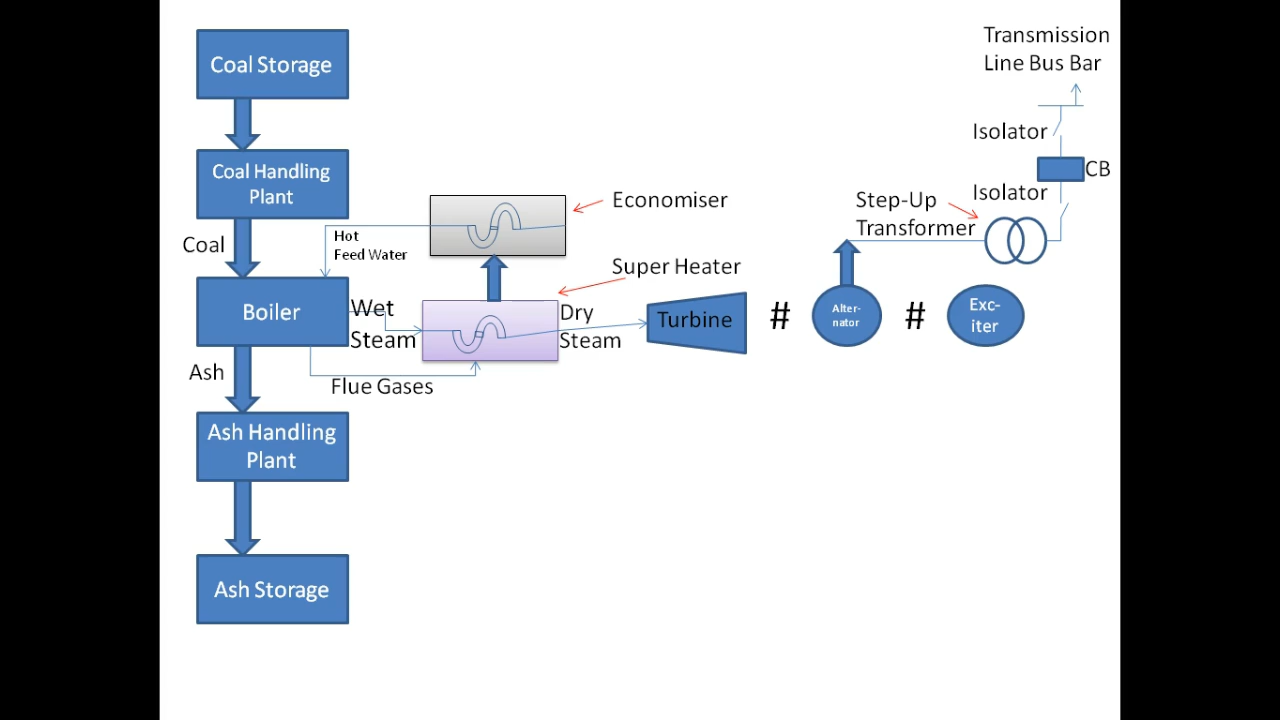 Coal Storage
Coal Handling
Plant
Coal
Boiler
Ash
Ash Handling
Plant
Ash Storage
Hot
Feed Water
Wet
Steam
Flue Gases
Economiser
Super Heater
Dry
Steam
Turbine
#
Alter-
nator
#
Exc-
iter
Step-Up
Transformer
Transmission
Line Bus Bar
Isolator
CB
Isolator